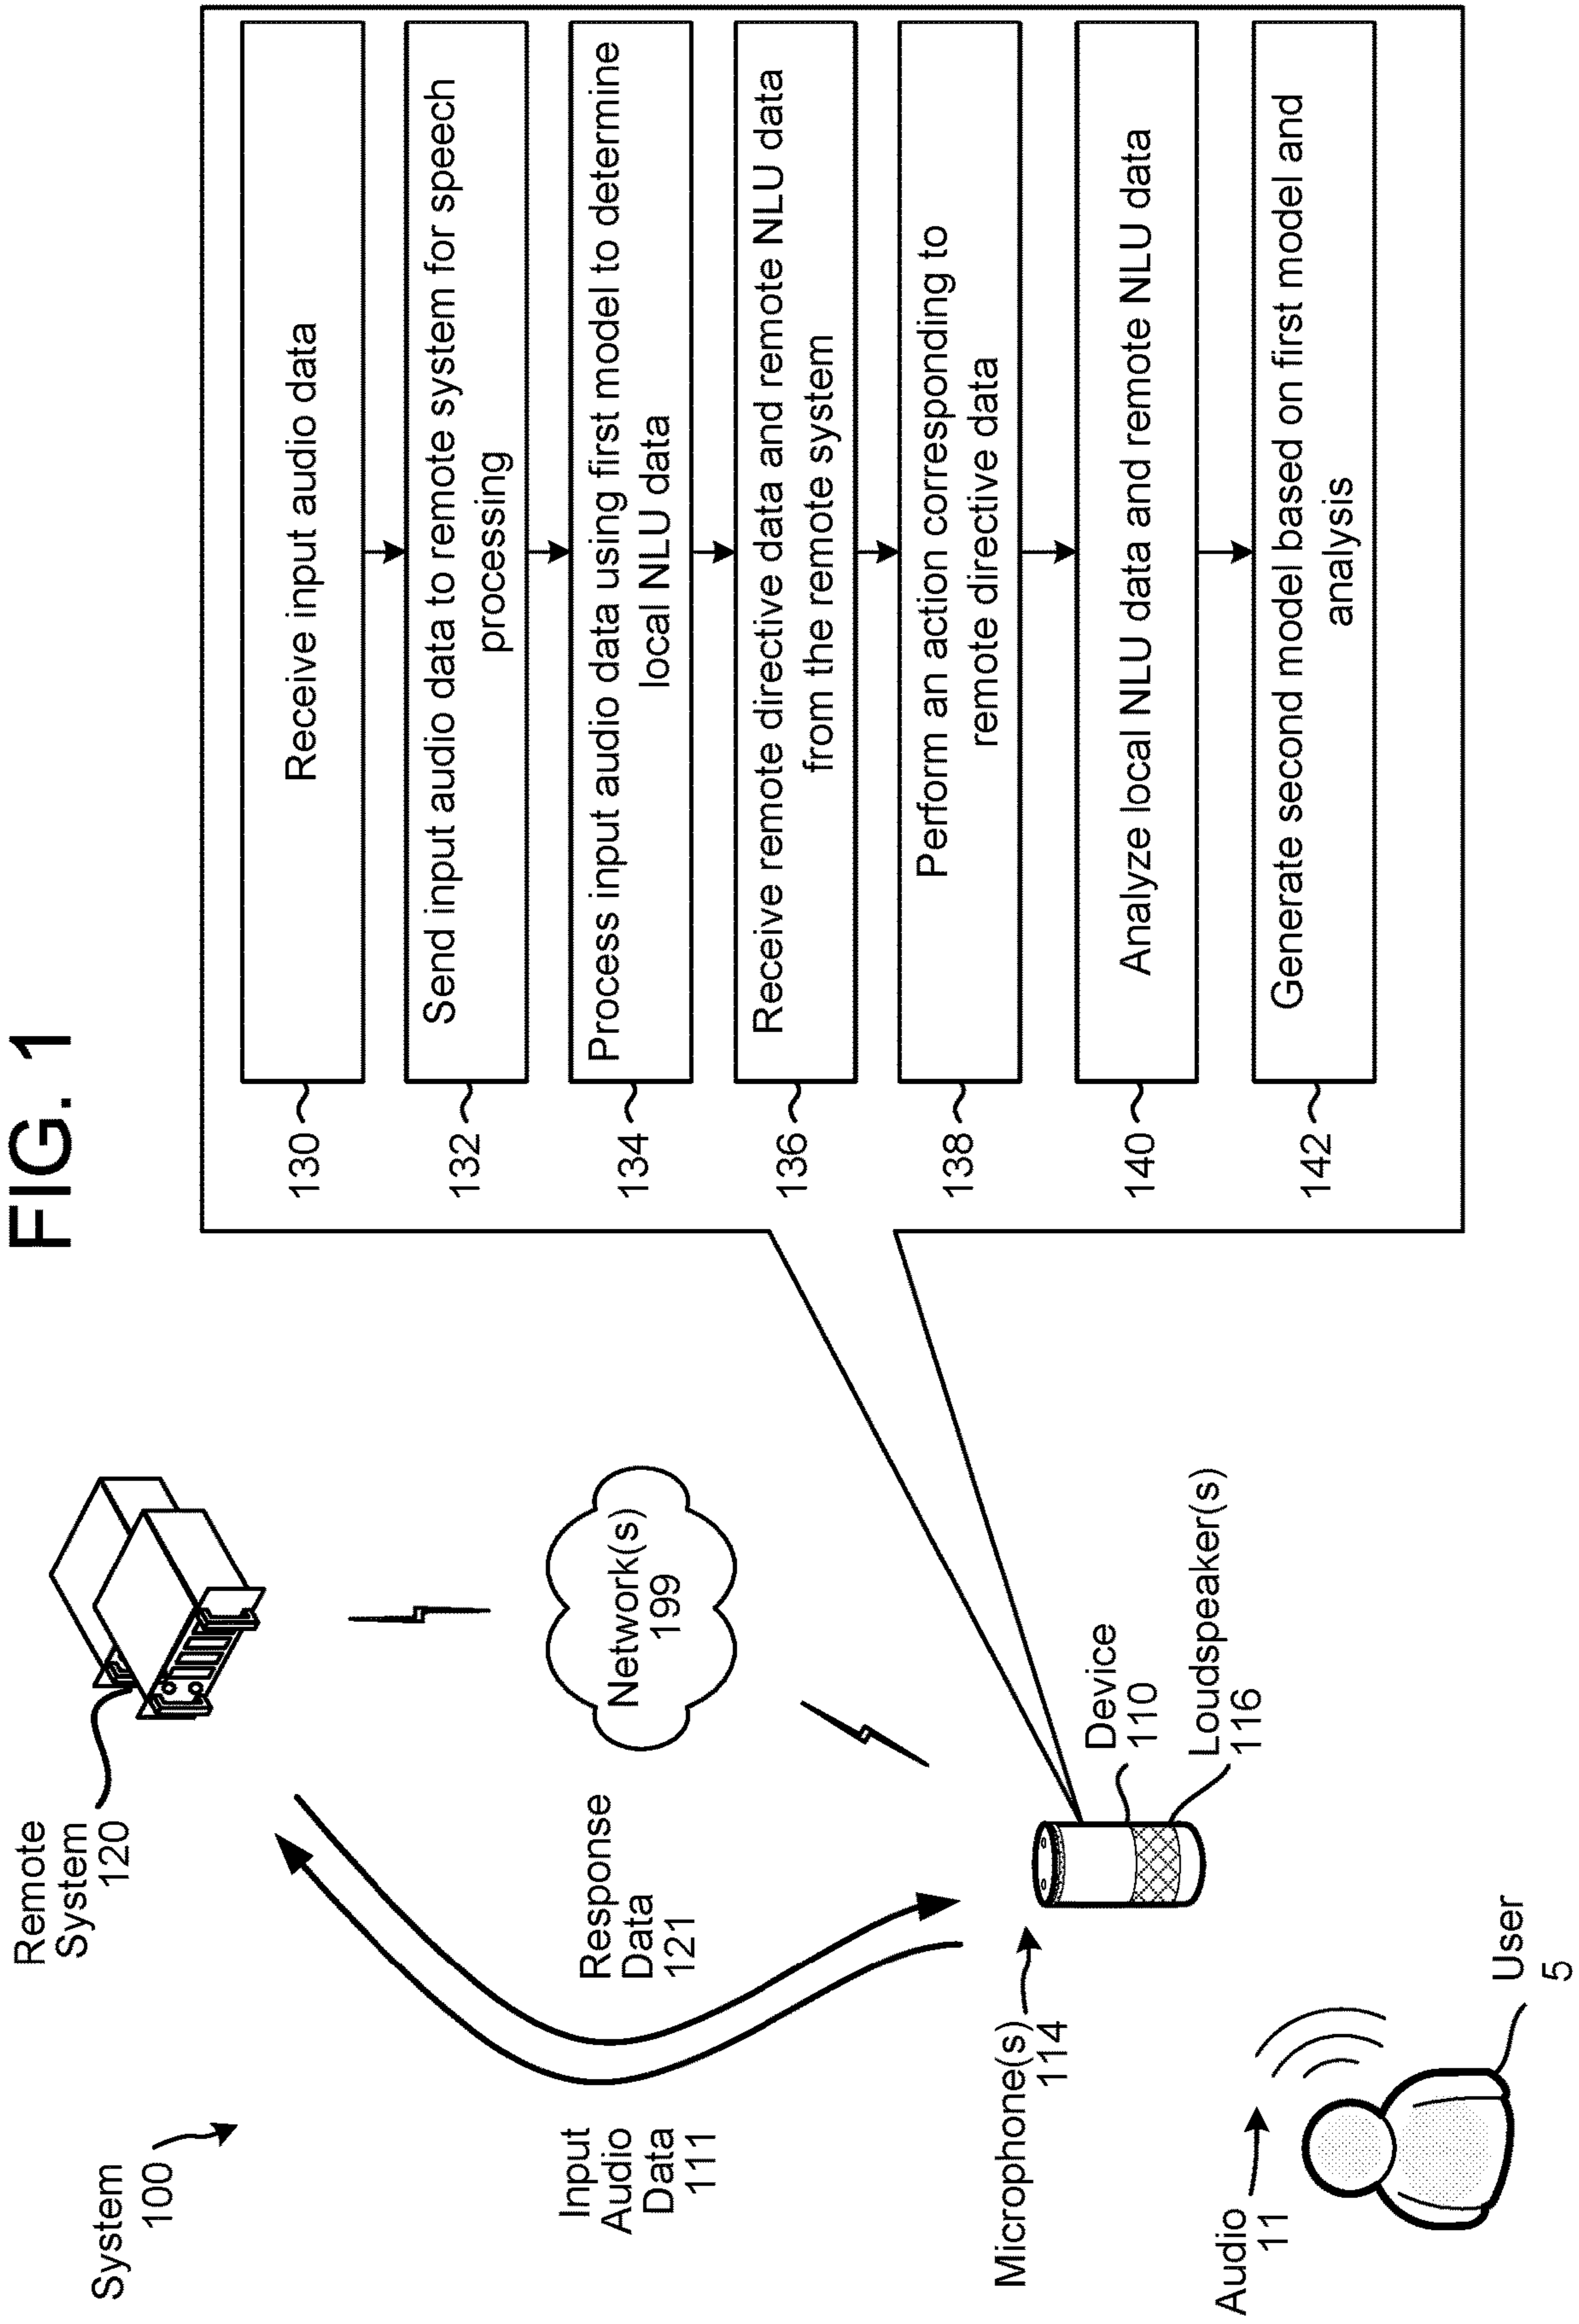 FIG. 1
System
100
Remote
System
120
Input
Audio
Data
111
Response
Data
121
Network(s)
199
Microphone(s)
114
Device
110
Loudspeaker(s)
116
Audio
11
User
5
130
Receive input audio data
132
Send input audio data to remote system for speech
processing
134
Process input audio data using first model to determine
local NLU data
136
Receive remote directive data and remote NLU data
from the remote system
138
Perform an action corresponding to
remote directive data
140
Analyze local NLU data and remote NLU data
142
Generate second model based on first model and
analysis